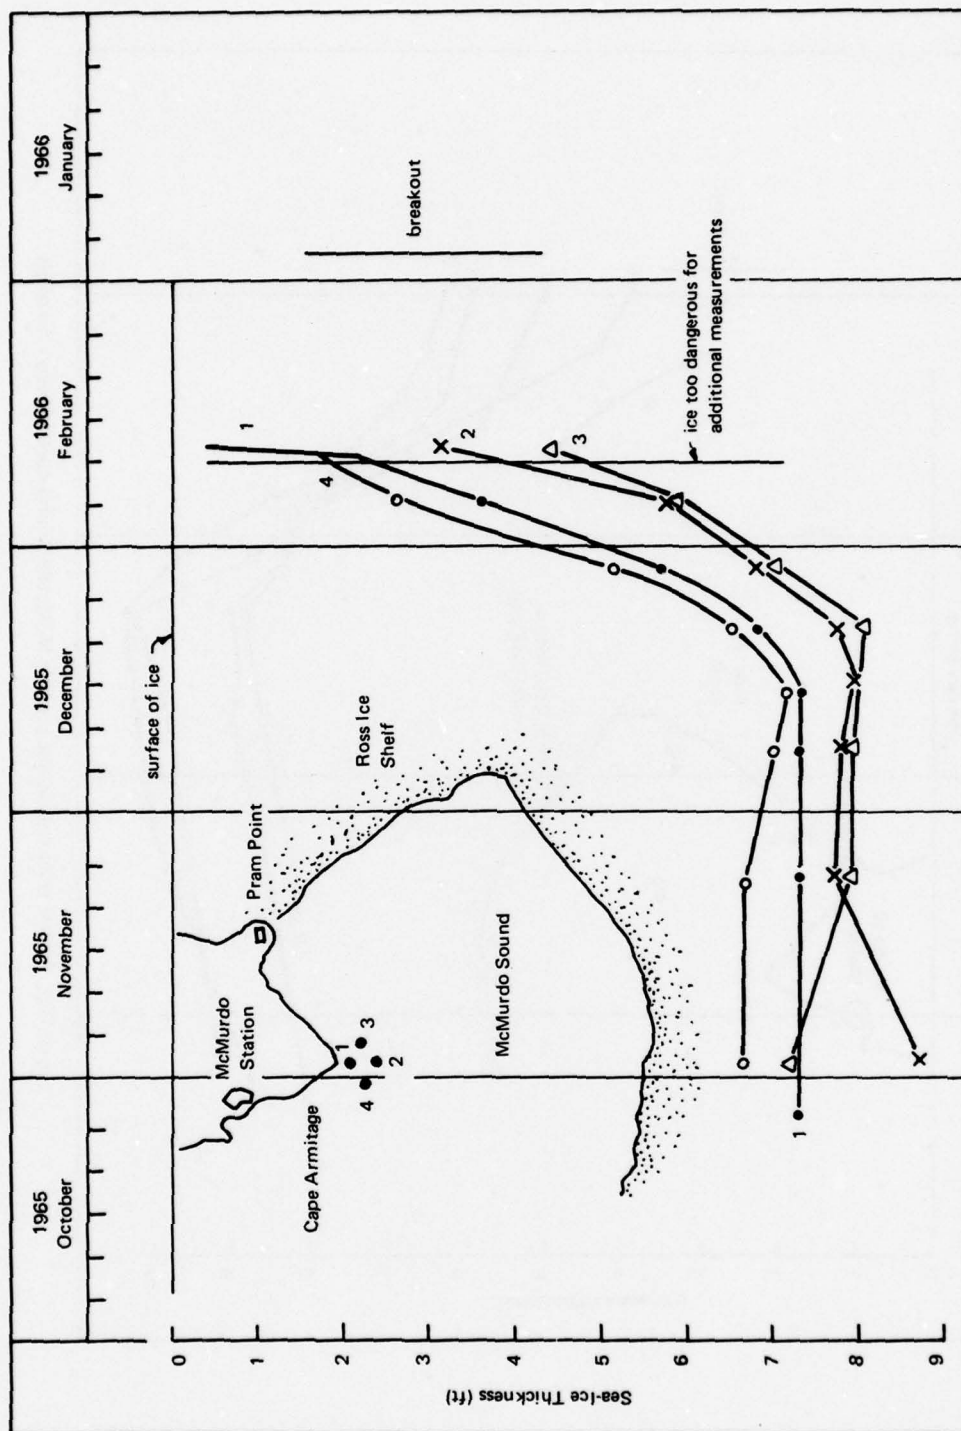 1965
October
1965
November
1965
December
1966
February
1966
January
surface of ice
McMurdo
Station
Pram Point
Ross Ice
Shelf
Cape Armitage
1
3
4
2
McMurdo Sound
breakout
ice too dangerous for
additional measurements
1
4
2
3
1
Sea-Ice Thickness (ft)
0
1
2
3
4
5
6
7
8
9